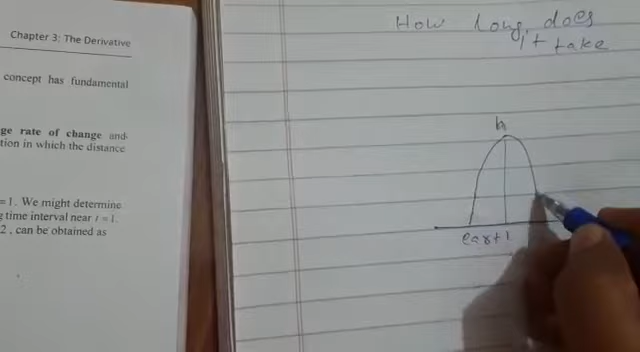 Chapter 3: The Derivative
concept has fundamental
ge rate of change and
tion in which the distance
= 1. We might determine
g time interval near t = 1.
2 , can be obtained as
How long does
it take
h
eart